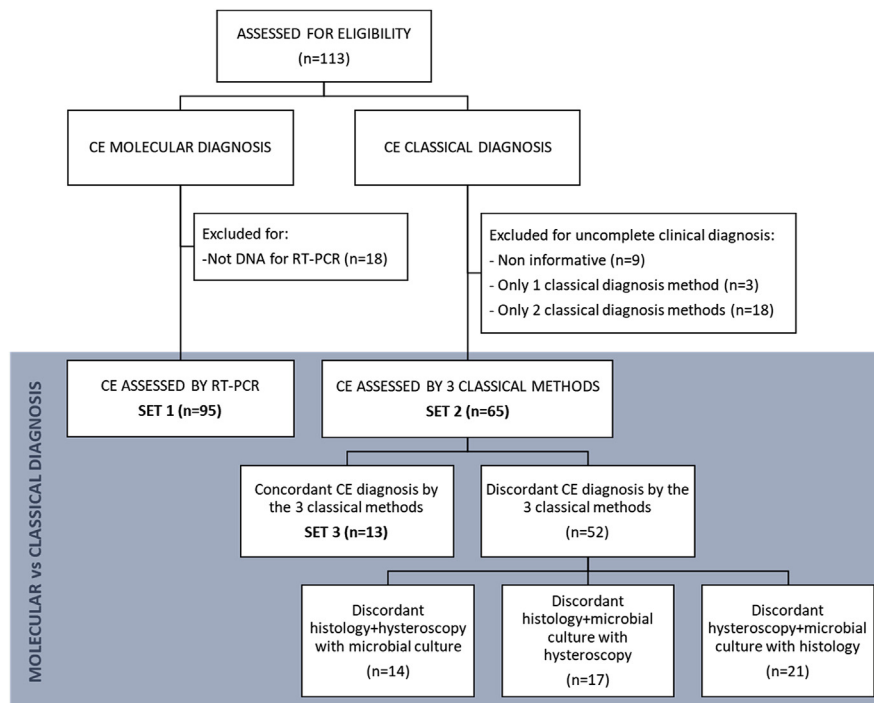 ASSESSED FOR ELIGIBILITY
(n=113)
CE MOLECULAR DIAGNOSIS
CE CLASSICAL DIAGNOSIS
Excluded for:
-Not DNA for RT-PCR (n=18)
Excluded for uncomplete clinical diagnosis:
- Non informative (n=9)
- Only 1 classical diagnosis method (n=3)
- Only 2 classical diagnosis methods (n=18)
MOLECULAR vs CLASSICAL DIAGNOSIS
CE ASSESSED BY RT-PCR
SET 1 (n=95)
CE ASSESSED BY 3 CLASSICAL METHODS
SET 2 (n=65)
Concordant CE diagnosis by
the 3 classical methods
SET 3 (n=13)
Discordant CE diagnosis by the
3 classical methods
(n=52)
Discordant
histology+hysteroscopy
with microbial culture
(n=14)
Discordant
histology+microbial
culture with
hysteroscopy
(n=17)
Discordant
hysteroscopy+microbial
culture with histology
(n=21)